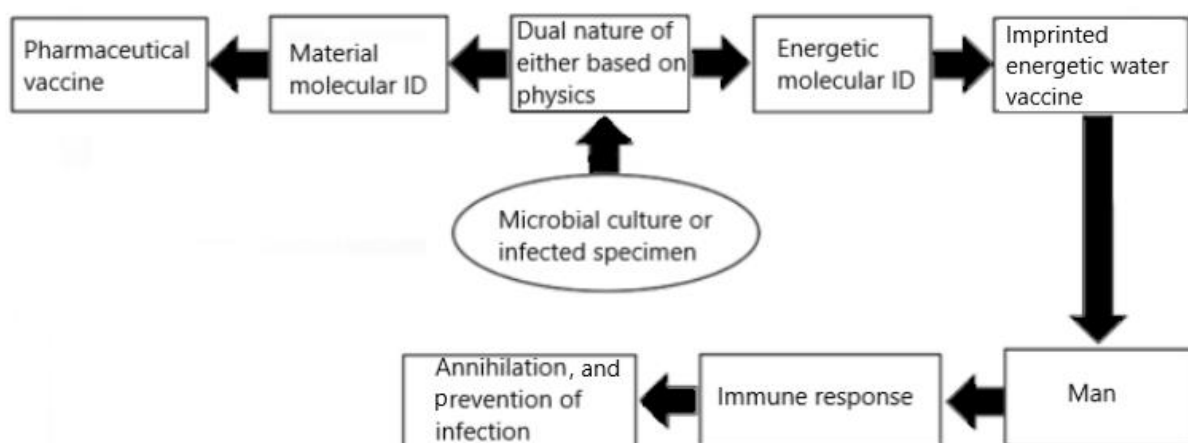 Pharmaceutical
vaccine
Material
molecular ID
Dual nature of
either based on
physics
Energetic
molecular ID
Imprinted
energetic water
vaccine
Microbial culture or
infected specimen
Annihilation, and
prevention of
infection
Immune response
Man